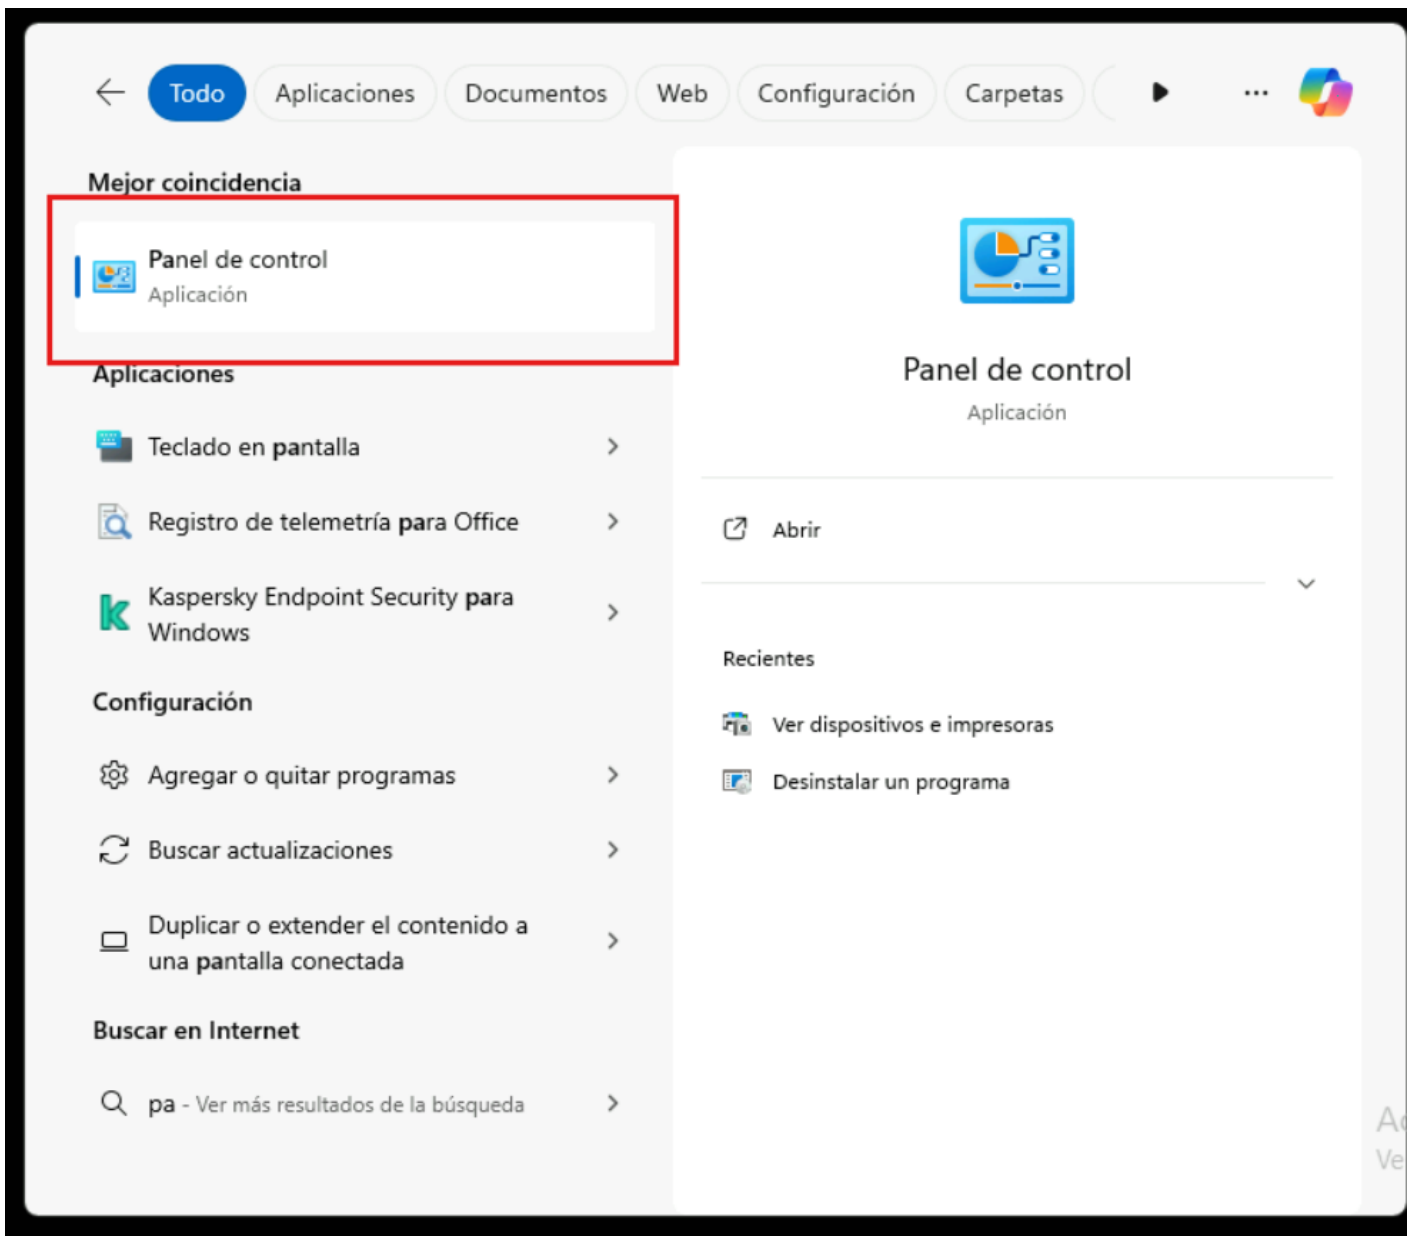 Todo
Aplicaciones
Documentos
Web
Configuración
Carpetas
Mejor coincidencia
Panel de control
Aplicación
Aplicaciones
Teclado en pantalla
Registro de telemetría para Office
Kaspersky Endpoint Security para
Windows
Configuración
Agregar o quitar programas
Buscar actualizaciones
Duplicar o extender el contenido a
una pantalla conectada
Buscar en Internet
pa - Ver más resultados de la búsqueda
Panel de control
Aplicación
Abrir
Recientes
Ver dispositivos e impresoras
Desinstalar un programa